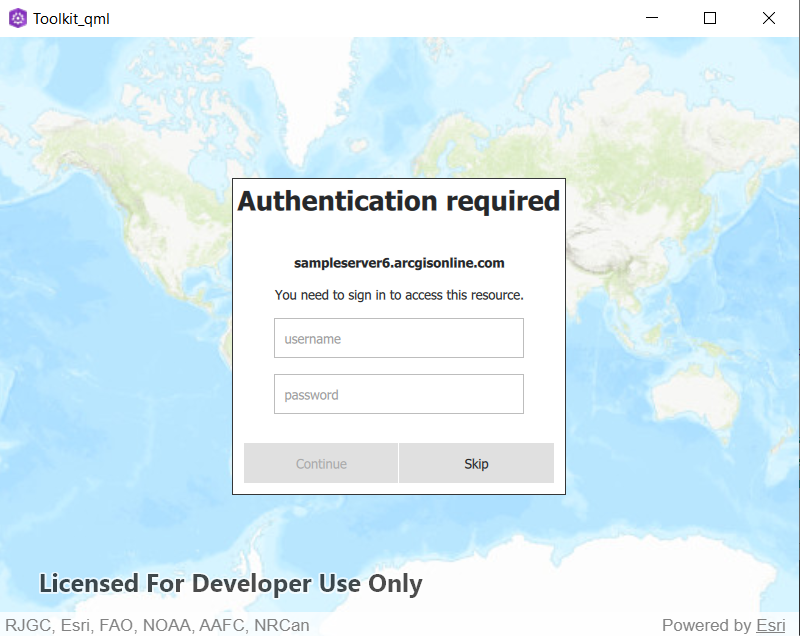 Toolkit_qml
Authentication required
sampleserver6.arcgisonline.com
You need to sign in to access this resource.
username
password
Continue Skip
Licensed For Developer Use Only
RJGC, Esri, FAO, NOAA, AAFC, NRCan Powered by Esri